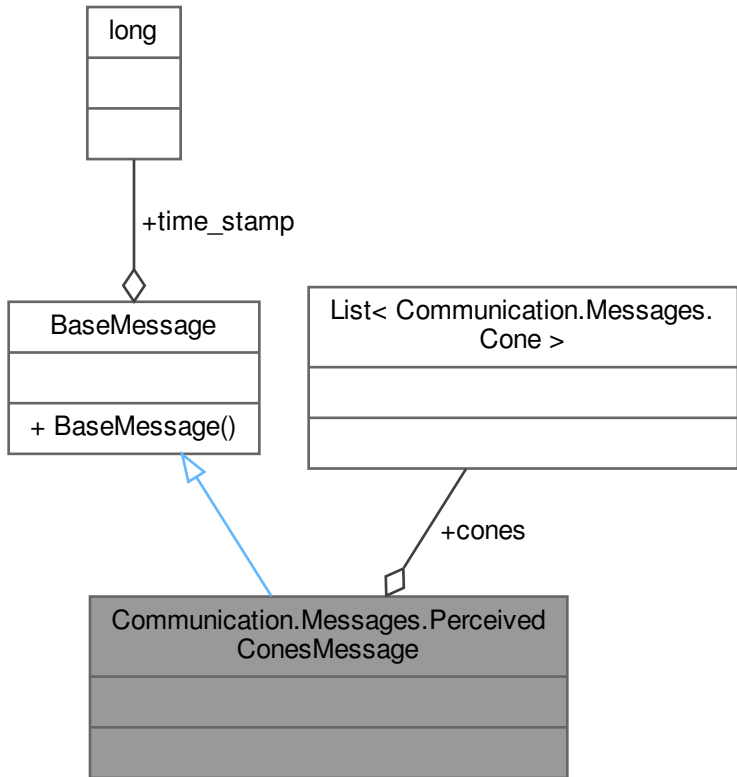 long
+time_stamp
BaseMessage
+ BaseMessage()
List< Communication.Messages.
Cone >
+cones
Communication.Messages.Perceived
ConesMessage